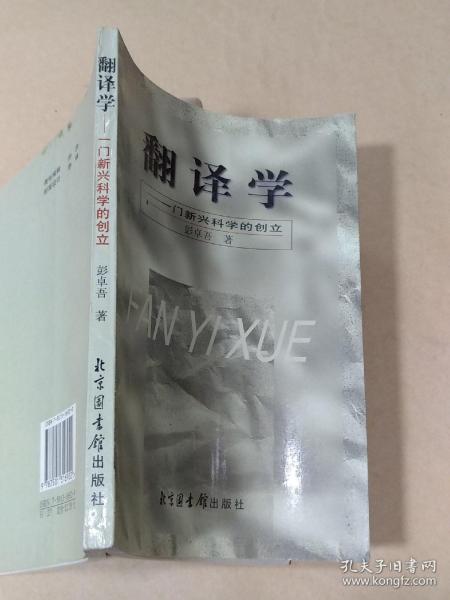 翻译学
——一门新兴科学的创立
彭卓吾 著
北京图书馆出版社
翻译学
——一门新兴科学的创立
彭卓吾 著
FAN YI XUE
北京图书馆出版社
孔夫子旧书网
www.kongfz.com